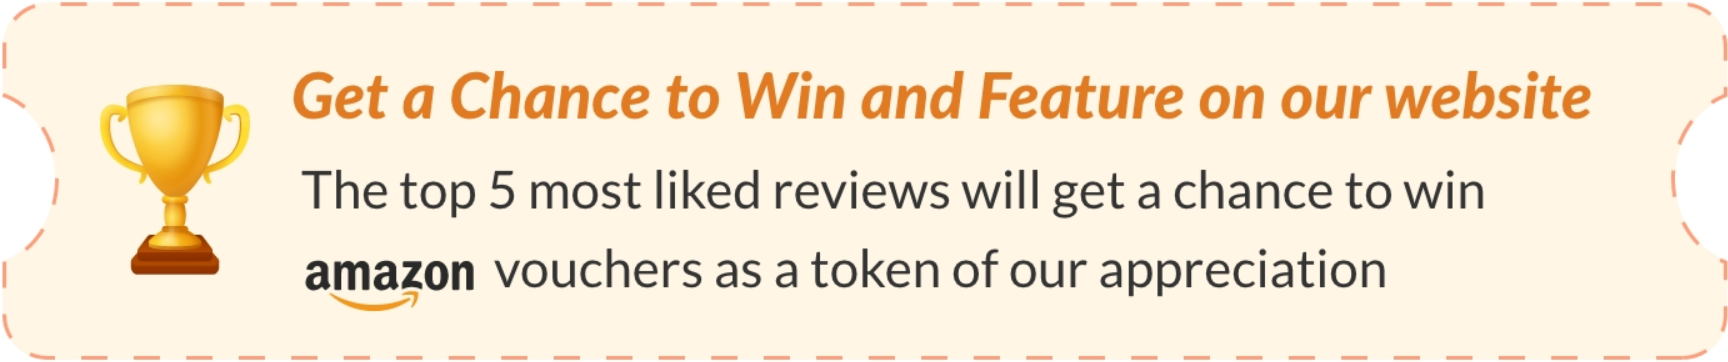 Get a Chance to Win and Feature on our website
The top 5 most liked reviews will get a chance to win
amazon vouchers as a token of our appreciation